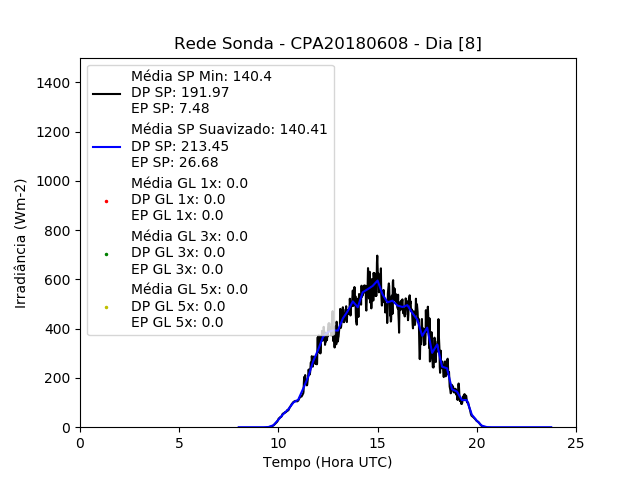 Rede Sonda - CPA20180608 - Dia [8]
Média SP Min: 140.4
DP SP: 191.97
EP SP: 7.48
Média SP Suavizado: 140.41
DP SP: 213.45
EP SP: 26.68
Média GL 1x: 0.0
DP GL 1x: 0.0
EP GL 1x: 0.0
Média GL 3x: 0.0
DP GL 3x: 0.0
EP GL 3x: 0.0
Média GL 5x: 0.0
DP GL 5x: 0.0
EP GL 5x: 0.0
Irradiância (Wm-2)
1400
1200
1000
800
600
400
200
0
0 5 10 15 20 25
Tempo (Hora UTC)